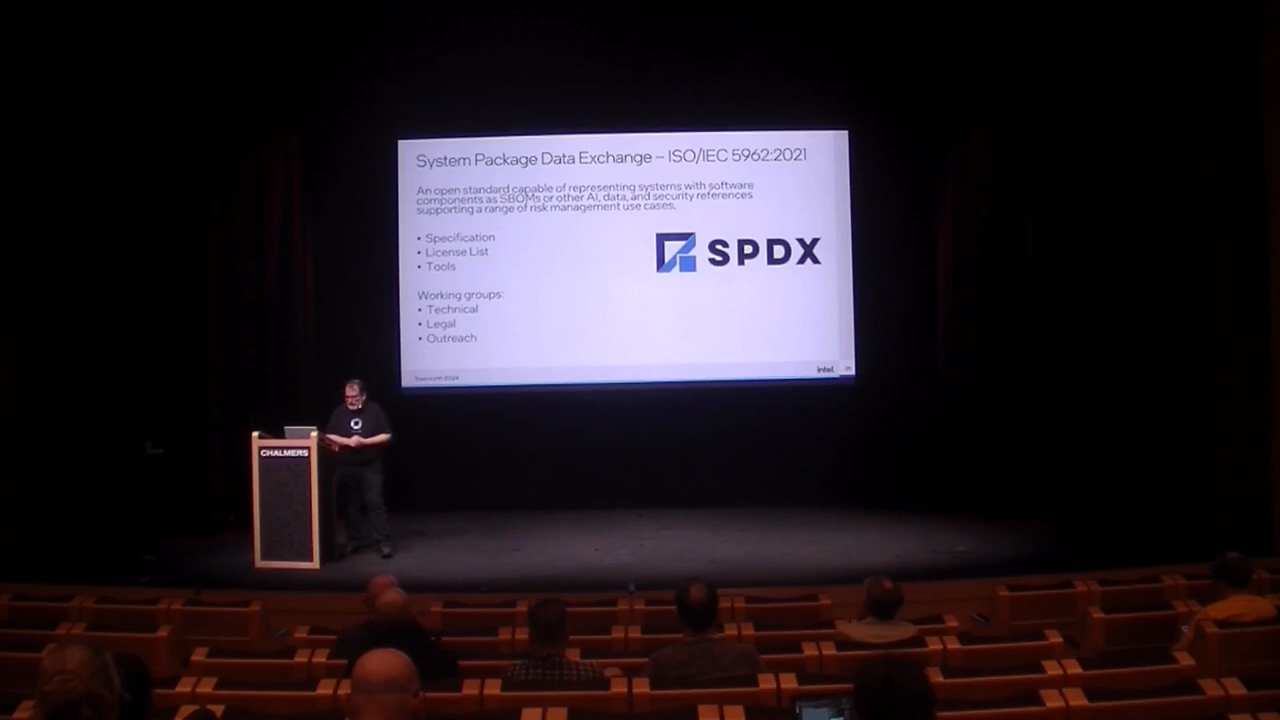 System Package Data Exchange – ISO/IEC 5962:2021
An open standard capable of representing systems with software
components as SBOMs or other AI, data, and security references
supporting a range of risk management use cases.
• Specification
• License List
• Tools
SPDX
Working groups:
• Technical
• Legal
• Outreach
intel.
CHALMERS